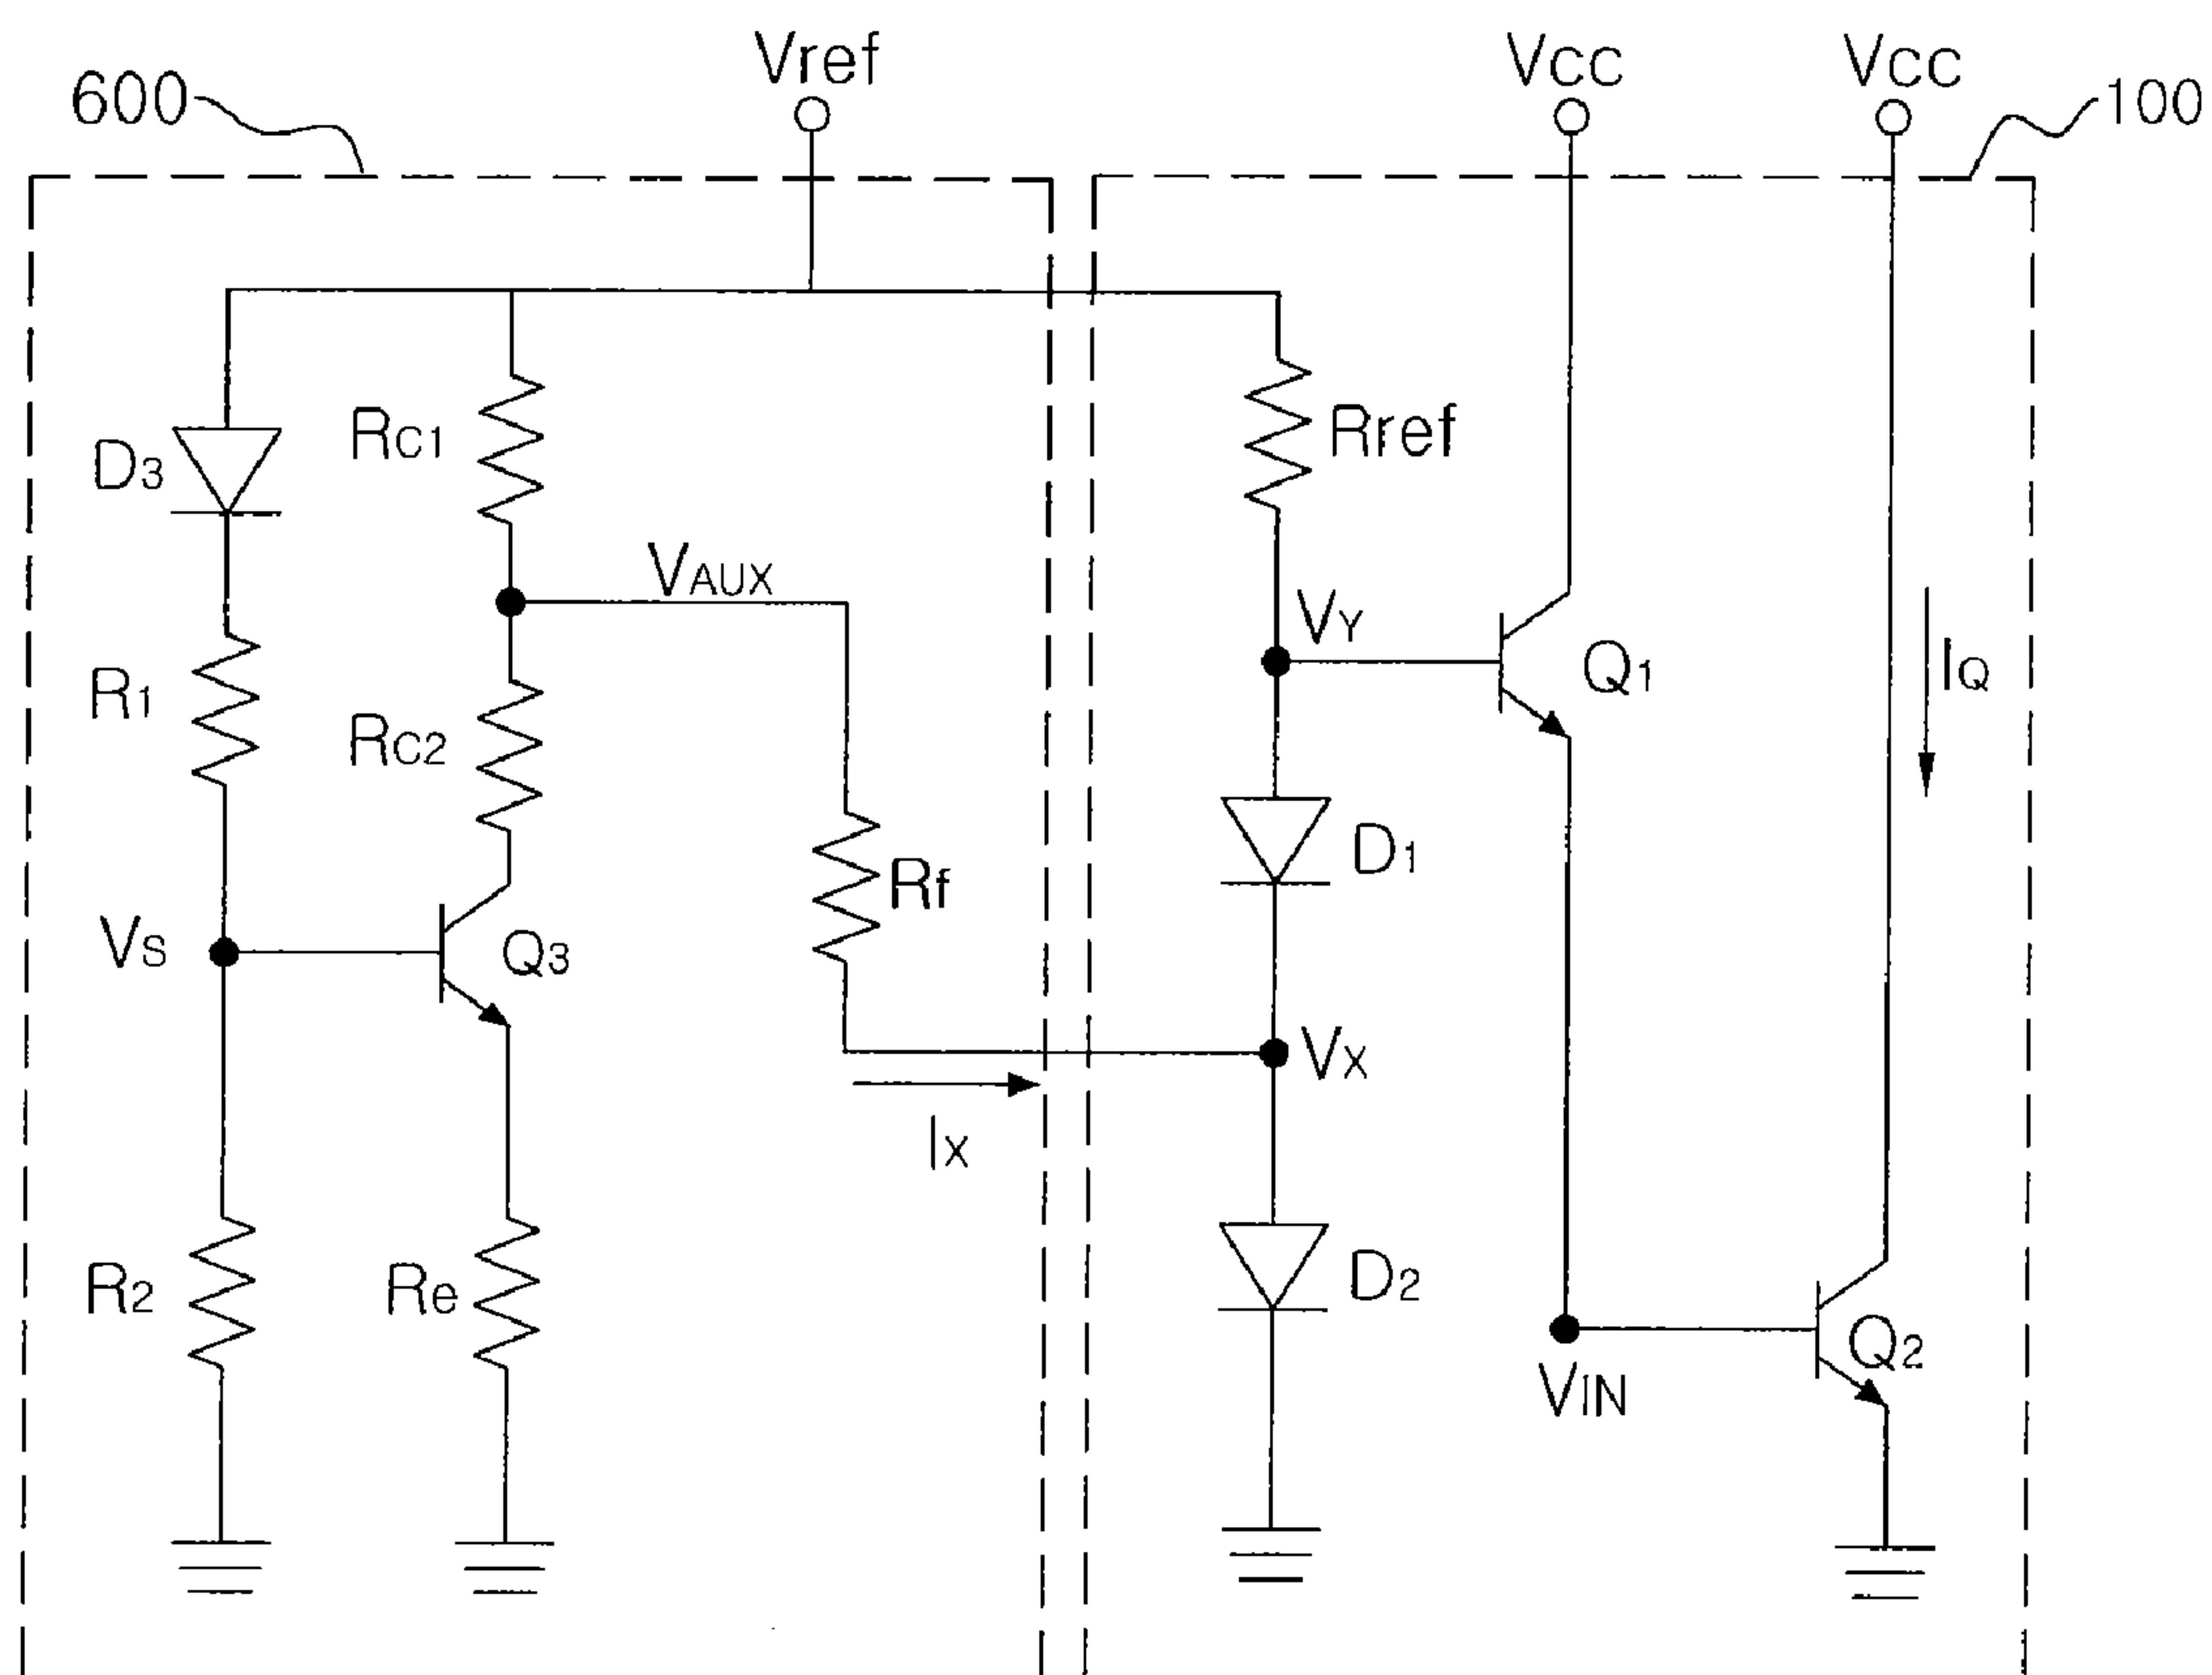 Vref
VCC
VCC
600
100
RC1
Rref
D3
VAUX
VY
R1
Q1
IQ
RC2
D1
Rf
VS
Q3
VX
IX
R2
Re
D2
Q2
VIN